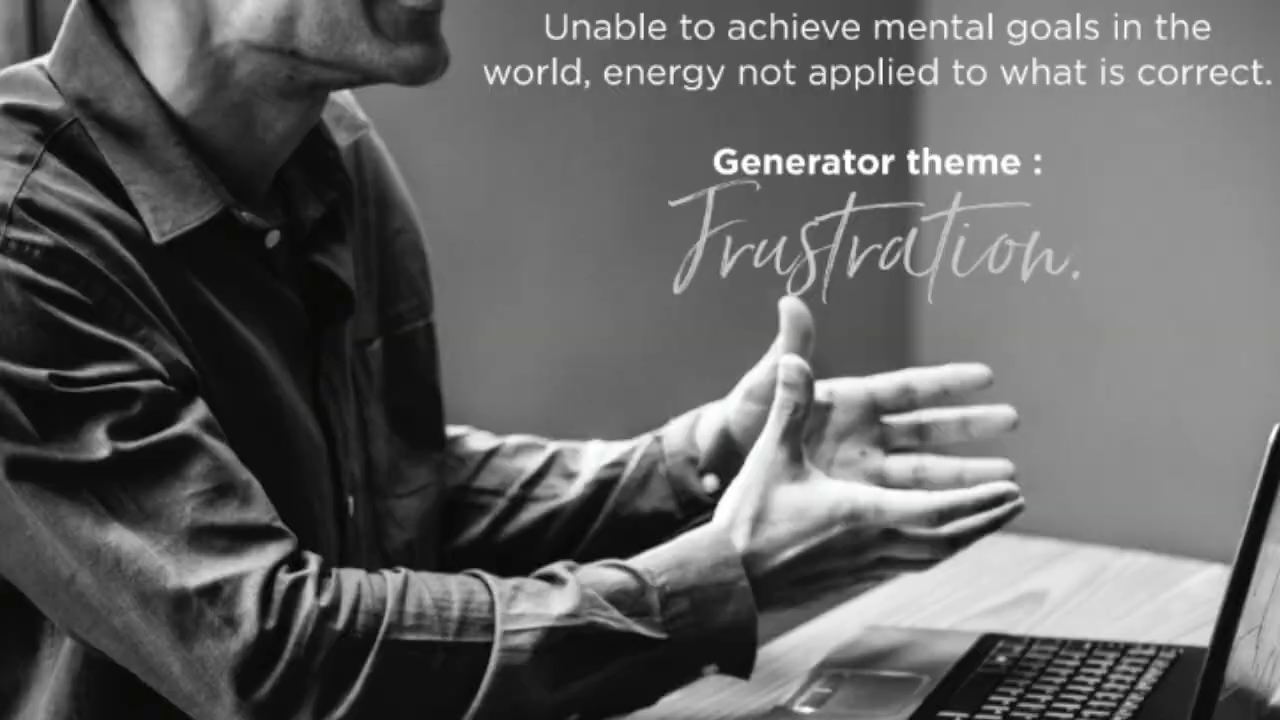 Unable to achieve mental goals in the
world, energy not applied to what is correct.
Generator theme :
Frustration.